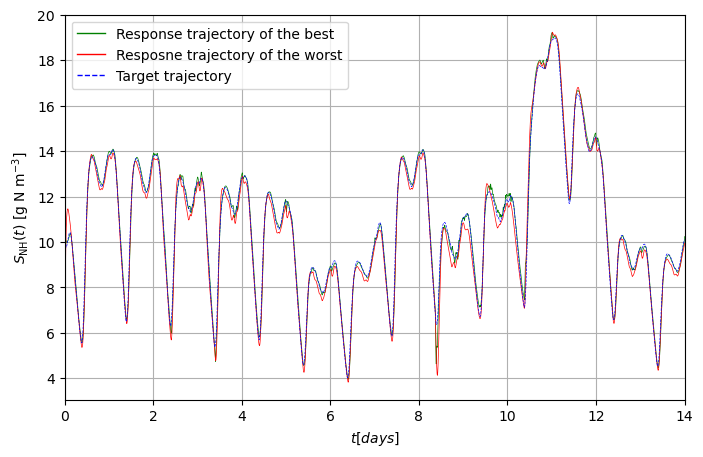 Response trajectory of the best
Resposne trajectory of the worst
Target trajectory
S_NH(t) [g N m⁻³]
20
18
16
14
12
10
8
6
4
0 2 4 6 8 10 12 14
t[days]